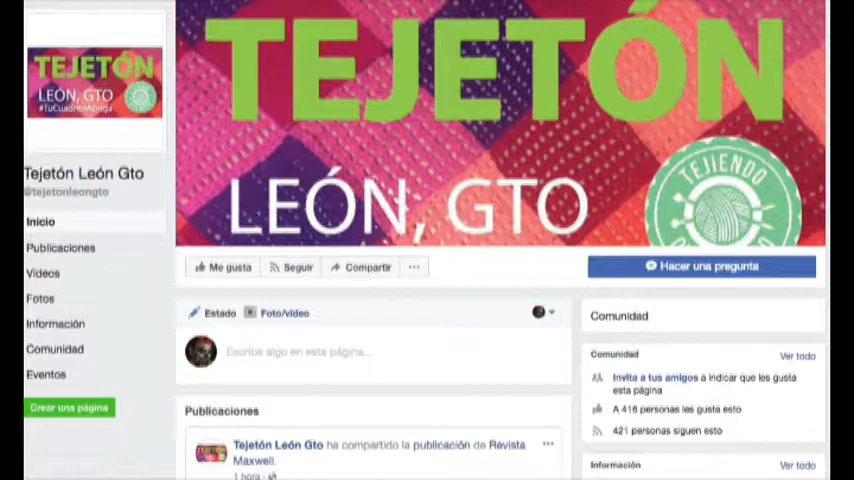 TEJETÓN
LEÓN, GTO
TEJIENDO
TEJETÓN
LEÓN, GTO
#TuCuadritoAbriga
Tejetón León Gto
@tejetonleongto
Inicio
Publicaciones
Videos
Fotos
Información
Comunidad
Eventos
Crear una página
Me gusta
Seguir
Compartir
Hacer una pregunta
Estado
Foto/video
Escribe algo en esta página...
Publicaciones
Tejetón León Gto ha compartido la publicación de Revista
Maxwell.
1 hora
Comunidad
Comunidad Ver todo
Invita a tus amigos a indicar que les gusta
esta página
A 416 personas les gusta esto
421 personas siguen esto
Información Ver todo